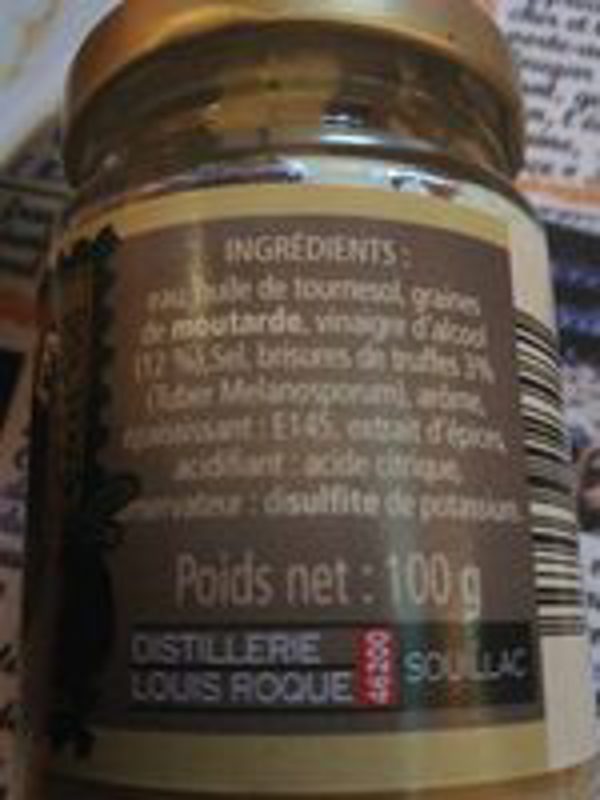 INGRÉDIENTS :
eau, huile de tournesol, graines
de moutarde, vinaigre d'alcool
(12 %), Sel, brisures de truffes 3%
(Tuber Melanosporum), arôme,
épaississant : E145, extrait d'épices,
acidifiant : acide citrique,
conservateur : disulfite de potassium.
Poids net : 100 g
DISTILLERIE
LOUIS ROQUE
46200
SOUILLAC